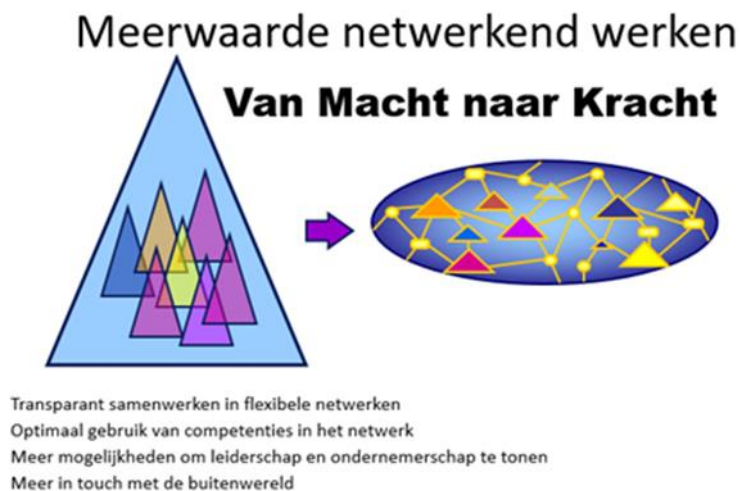 Meerwaarde netwerkend werken
Van Macht naar Kracht
Transparant samenwerken in flexibele netwerken
Optimaal gebruik van competenties in het netwerk
Meer mogelijkheden om leiderschap en ondernemerschap te tonen
Meer in touch met de buitenwereld